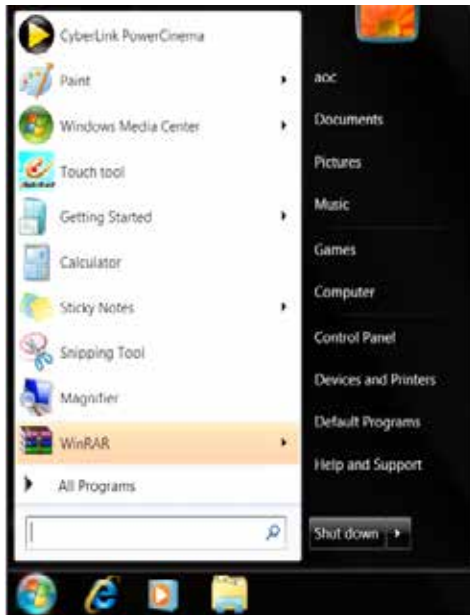 CyberLink PowerCinema
Paint
Windows Media Center
Touch tool
Getting Started
Calculator
Sticky Notes
Snipping Tool
Magnifier
WinRAR
All Programs
aoc
Documents
Pictures
Music
Games
Computer
Control Panel
Devices and Printers
Default Programs
Help and Support
Shut down